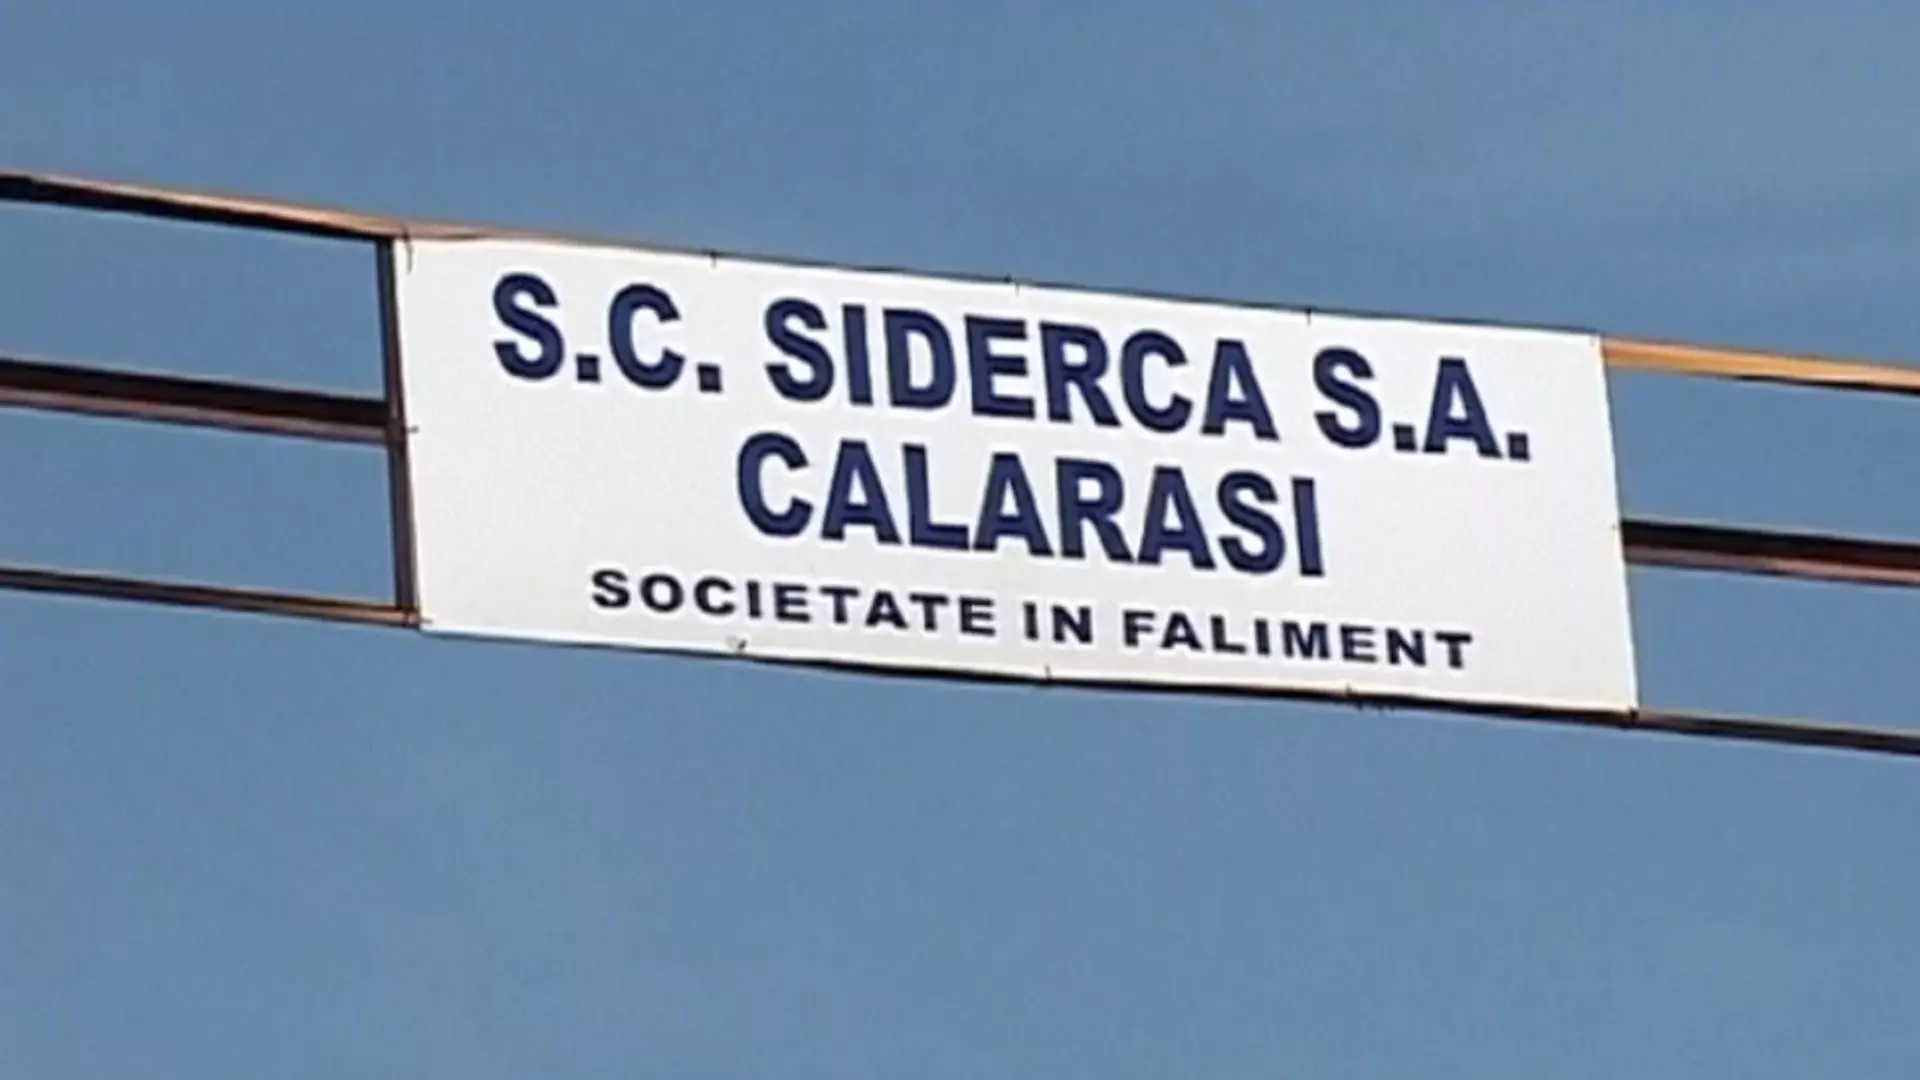 S.C. SIDERCA S.A.
CALARASI
SOCIETATE IN FALIMENT